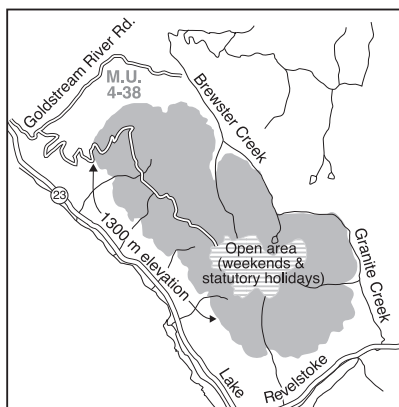 Goldstream River Rd.
M.U.
4-38
Brewster Creek
23
1300 m elevation
Open area
(weekends &
statutory holidays)
Granite Creek
Lake Revelstoke